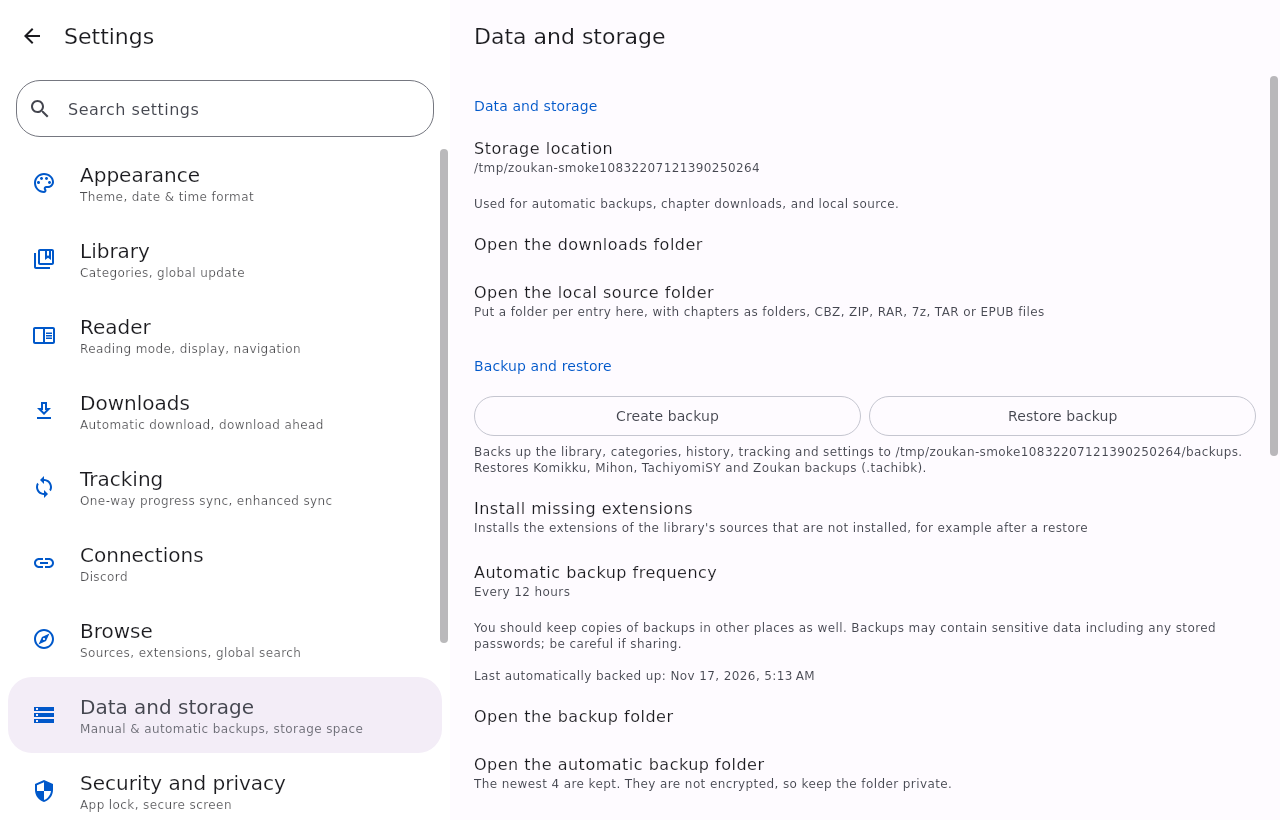 Settings
Search settings
Appearance
Theme, date & time format
Library
Categories, global update
Reader
Reading mode, display, navigation
Downloads
Automatic download, download ahead
Tracking
One-way progress sync, enhanced sync
Connections
Discord
Browse
Sources, extensions, global search
Data and storage
Manual & automatic backups, storage space
Security and privacy
App lock, secure screen
Data and storage
Data and storage
Storage location
/tmp/zoukan-smoke10832207121390250264
Used for automatic backups, chapter downloads, and local source.
Open the downloads folder
Open the local source folder
Put a folder per entry here, with chapters as folders, CBZ, ZIP, RAR, 7z, TAR or EPUB files
Backup and restore
Create backup
Restore backup
Backs up the library, categories, history, tracking and settings to /tmp/zoukan-smoke10832207121390250264/backups.
Restores Komikku, Mihon, TachiyomiSY and Zoukan backups (.tachibk).
Install missing extensions
Installs the extensions of the library's sources that are not installed, for example after a restore
Automatic backup frequency
Every 12 hours
You should keep copies of backups in other places as well. Backups may contain sensitive data including any stored
passwords; be careful if sharing.
Last automatically backed up: Nov 17, 2026, 5:13 AM
Open the backup folder
Open the automatic backup folder
The newest 4 are kept. They are not encrypted, so keep the folder private.